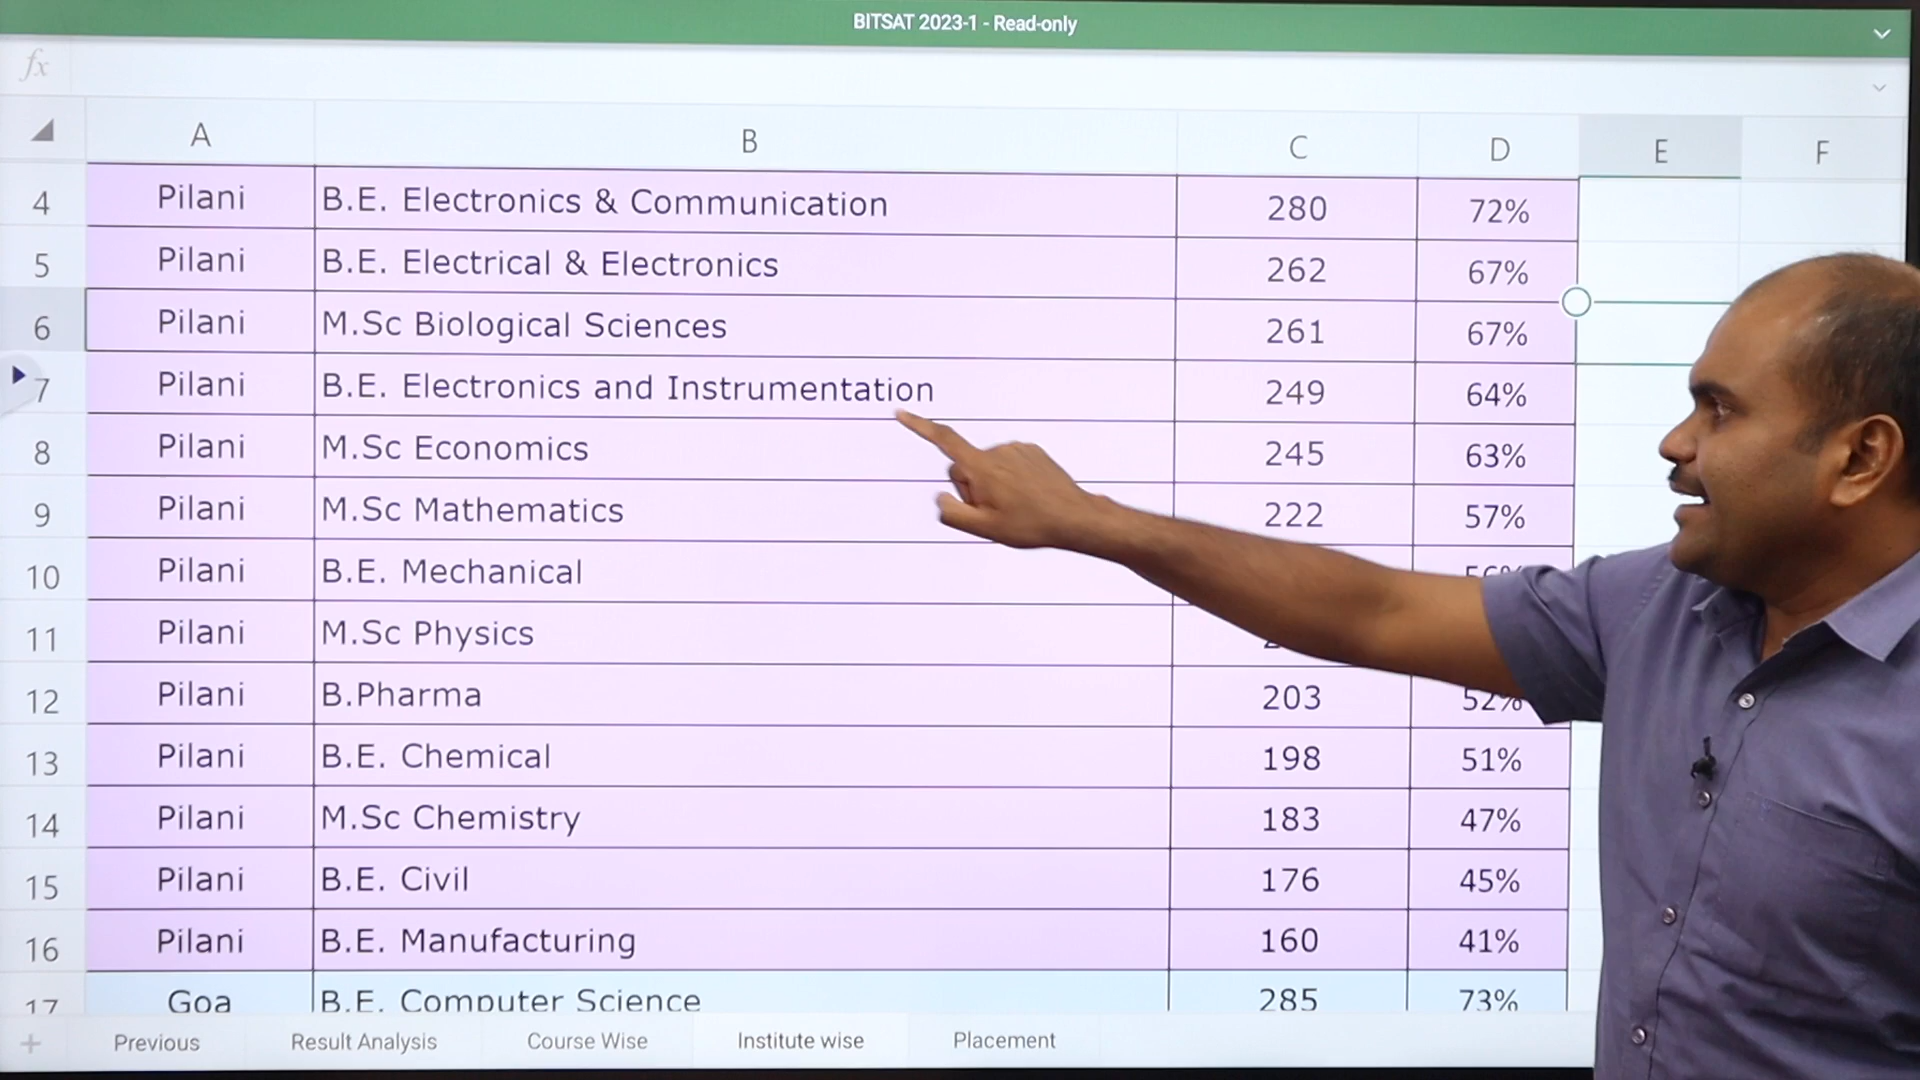 BITSAT 2023-1 - Read-only
fx
A B C D E F
4 Pilani B.E. Electronics & Communication 280 72%
5 Pilani B.E. Electrical & Electronics 262 67%
6 Pilani M.Sc Biological Sciences 261 67%
7 Pilani B.E. Electronics and Instrumentation 249 64%
8 Pilani M.Sc Economics 245 63%
9 Pilani M.Sc Mathematics 222 57%
10 Pilani B.E. Mechanical
11 Pilani M.Sc Physics
12 Pilani B.Pharma 203 52%
13 Pilani B.E. Chemical 198 51%
14 Pilani M.Sc Chemistry 183 47%
15 Pilani B.E. Civil 176 45%
16 Pilani B.E. Manufacturing 160 41%
17 Goa B.E. Computer Science 285 73%
+ Previous Result Analysis Course Wise Institute wise Placement